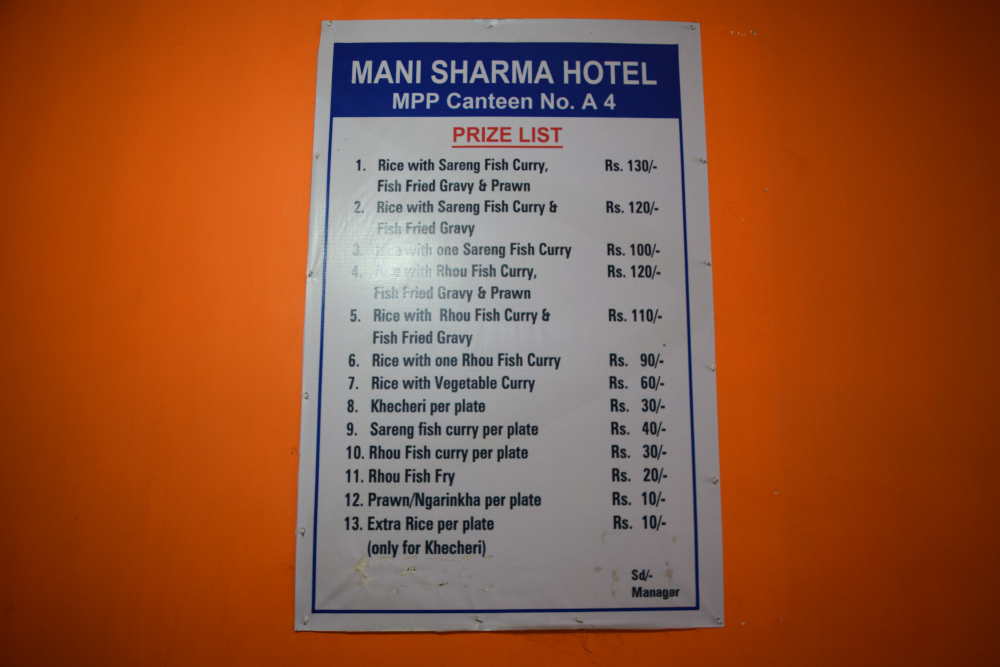 MANI SHARMA HOTEL
MPP Canteen No. A 4
PRIZE LIST
1. Rice with Sareng Fish Curry, Rs. 130/-
Fish Fried Gravy & Prawn
2. Rice with Sareng Fish Curry & Rs. 120/-
Fish Fried Gravy
3. Rice with one Sareng Fish Curry Rs. 100/-
4. Rice with Rhou Fish Curry, Rs. 120/-
Fish Fried Gravy & Prawn
5. Rice with Rhou Fish Curry & Rs. 110/-
Fish Fried Gravy
6. Rice with one Rhou Fish Curry Rs. 90/-
7. Rice with Vegetable Curry Rs. 60/-
8. Khecheri per plate Rs. 30/-
9. Sareng fish curry per plate Rs. 40/-
10. Rhou Fish curry per plate Rs. 30/-
11. Rhou Fish Fry Rs. 20/-
12. Prawn/Ngarinkha per plate Rs. 10/-
13. Extra Rice per plate Rs. 10/-
(only for Khecheri)
Sd/-
Manager